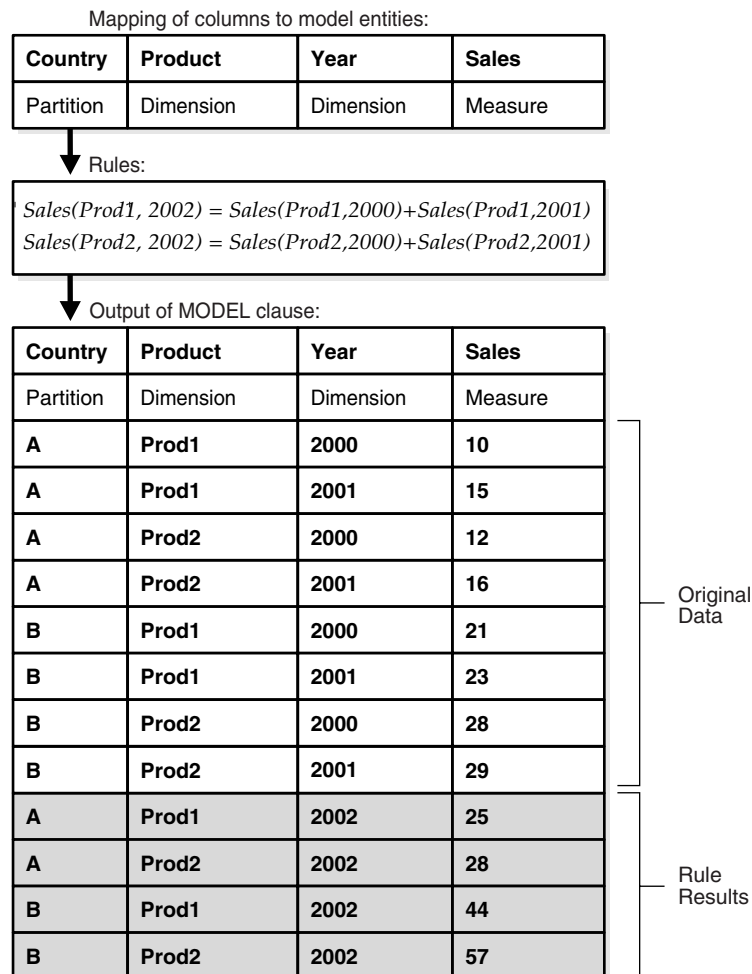 Mapping of columns to model entities:
Country Product Year Sales
Partition Dimension Dimension Measure
Rules:
Sales(Prod1, 2002) = Sales(Prod1,2000)+Sales(Prod1,2001)
Sales(Prod2, 2002) = Sales(Prod2,2000)+Sales(Prod2,2001)
Output of MODEL clause:
Country Product Year Sales
Partition Dimension Dimension Measure
A Prod1 2000 10
A Prod1 2001 15
A Prod2 2000 12
A Prod2 2001 16
B Prod1 2000 21
B Prod1 2001 23
B Prod2 2000 28
B Prod2 2001 29
Original
Data
A Prod1 2002 25
A Prod2 2002 28
B Prod1 2002 44
B Prod2 2002 57
Rule
Results